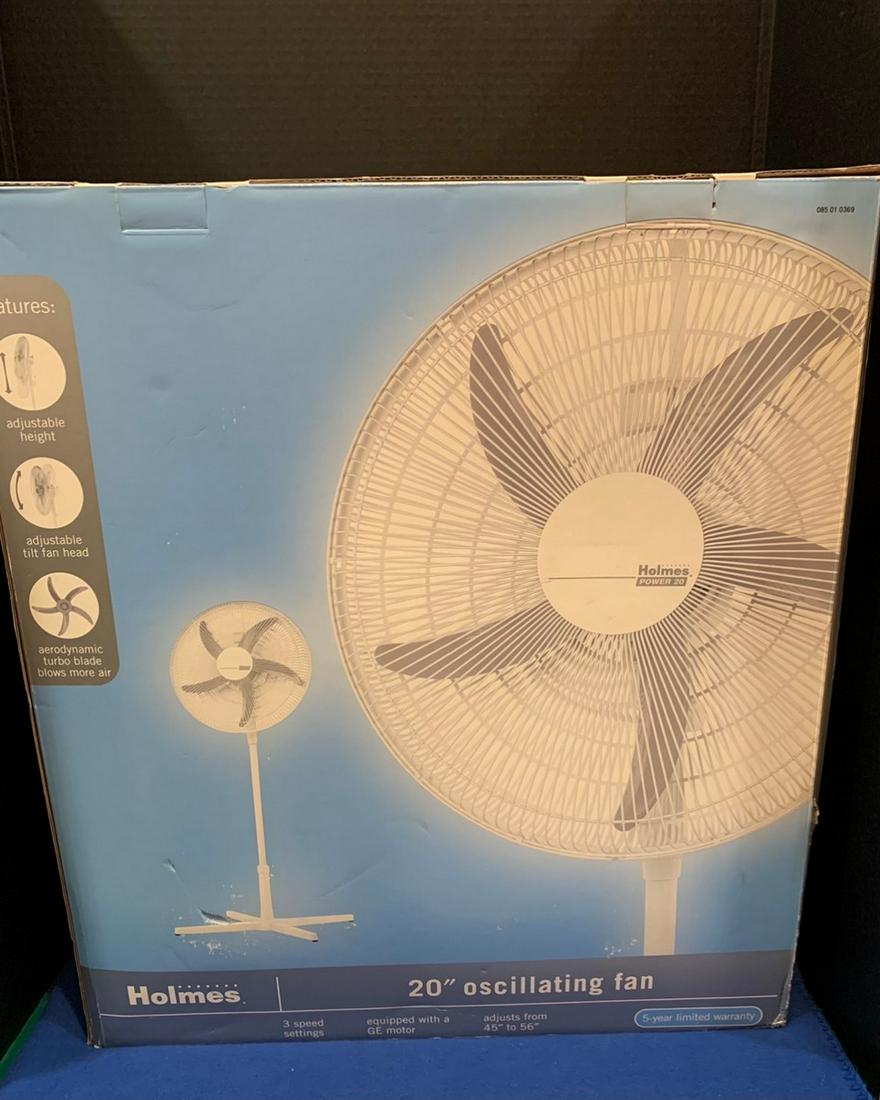 085 01 0369
atures:
adjustable
height
adjustable
tilt fan head
aerodynamic
turbo blade
blows more air
Holmes
POWER 20
Holmes
20″ oscillating fan
3 speed
settings
equipped with a
GE motor
adjusts from
45″ to 56″
5-year limited warranty